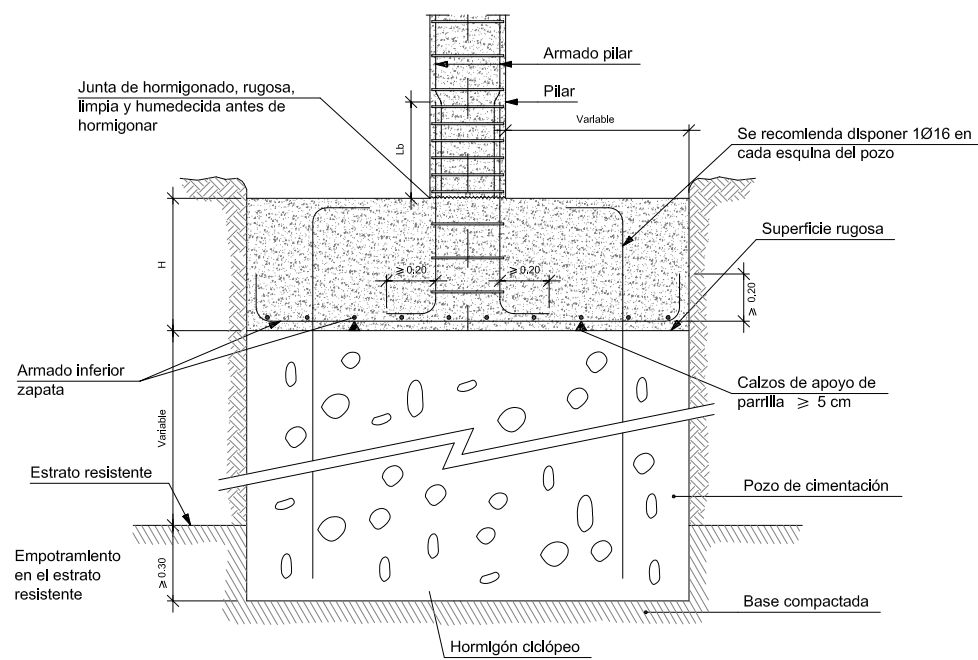 Armado pilar
Junta de hormigonado, rugosa,
limpia y humedecida antes de
hormigonar
Pilar
Variable
Lb
Se recomienda disponer 1Ø16 en
cada esquina del pozo
Superficie rugosa
H
≥ 0.20
≥ 0.20
≥ 0.20
Armado inferior
zapata
Calzos de apoyo de
parrilla ≥ 5 cm
Variable
Estrato resistente
Pozo de cimentación
Empotramiento
en el estrato
resistente
≥ 0.30
Base compactada
Hormigón ciclópeo